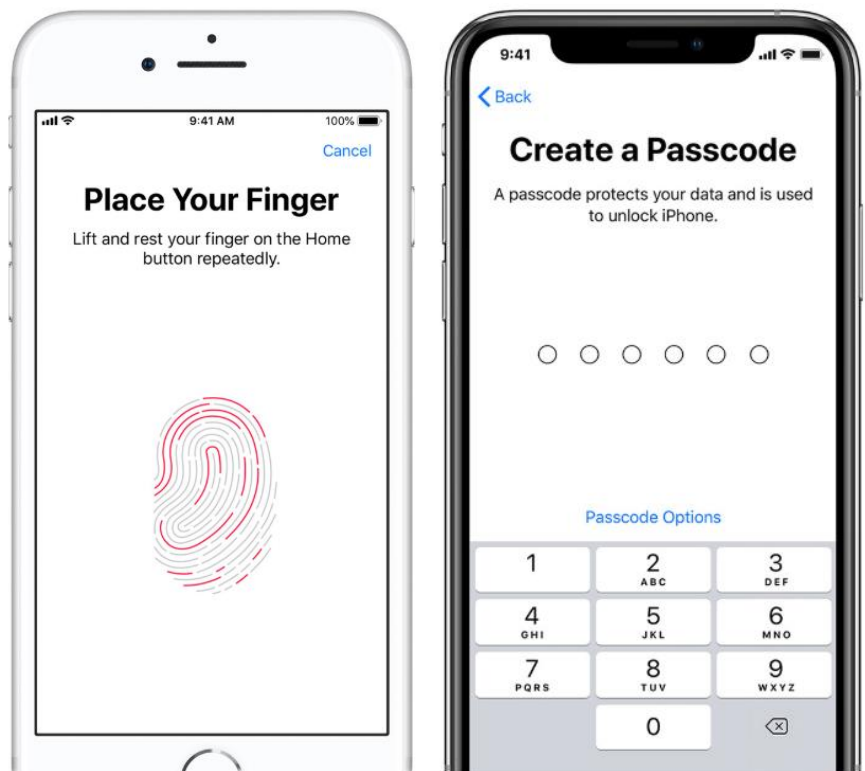 9:41 AM
100%
Cancel
Place Your Finger
Lift and rest your finger on the Home
button repeatedly.
9:41
Back
Create a Passcode
A passcode protects your data and is used
to unlock iPhone.
Passcode Options
1
2
ABC
3
DEF
4
GHI
5
JKL
6
MNO
7
PQRS
8
TUV
9
WXYZ
0